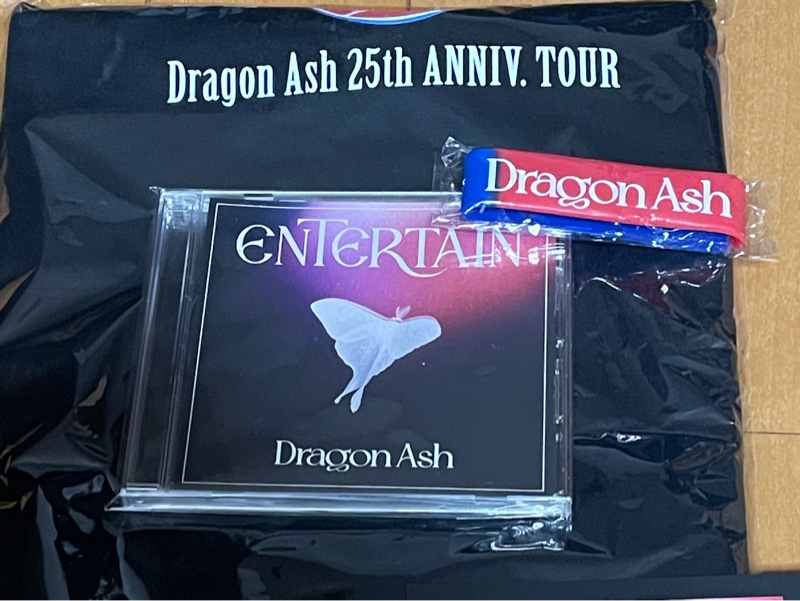 Dragon Ash 25th ANNIV. TOUR
Dragon Ash
ENTERTAIN
Dragon Ash